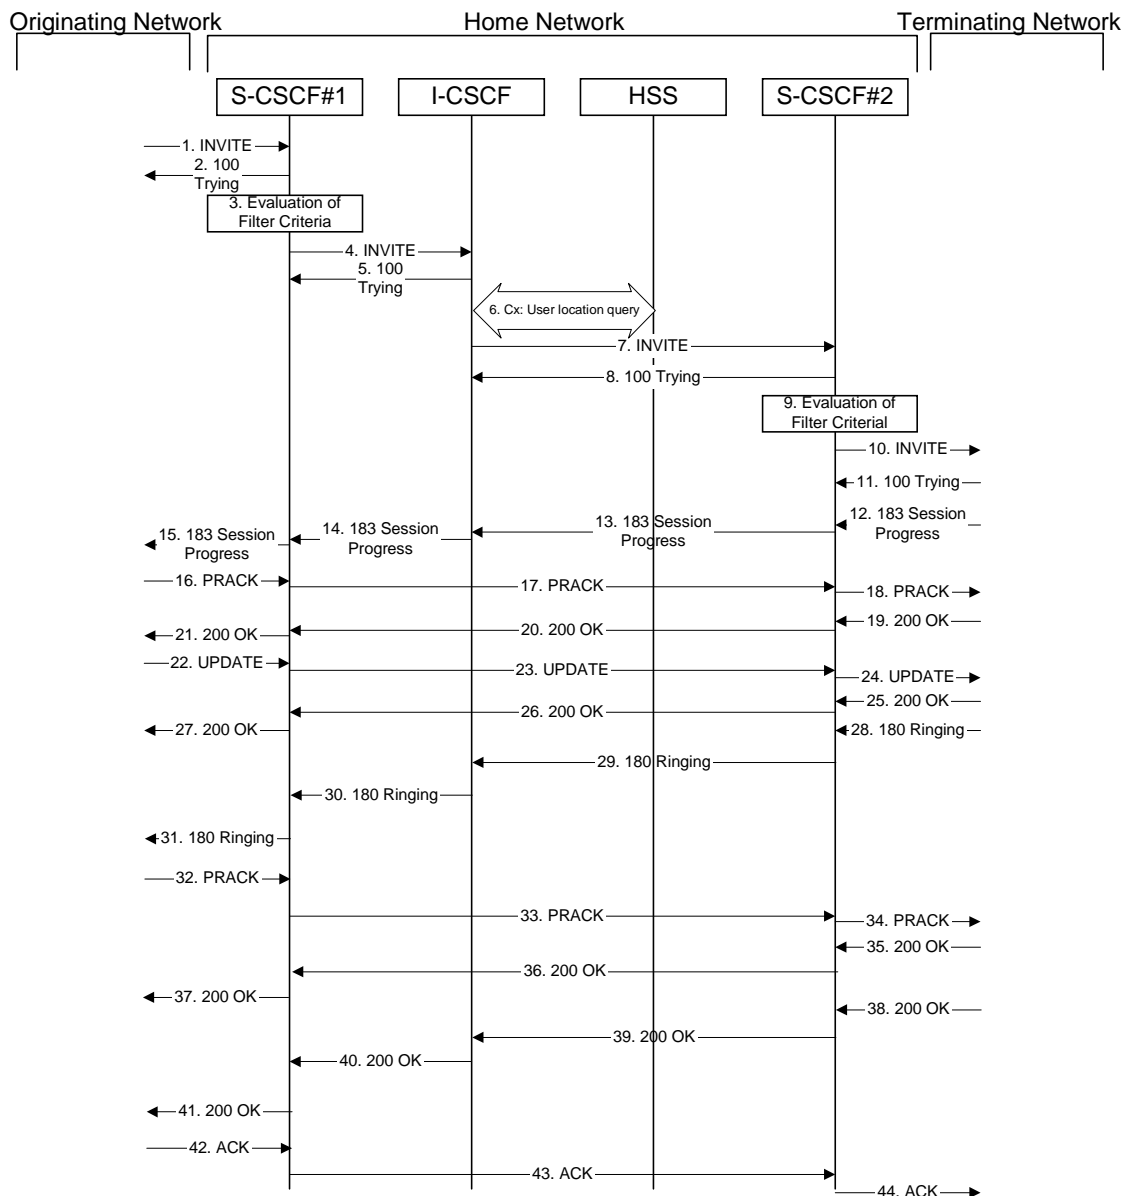 Originating Network
Home Network
Terminating Network
S-CSCF#1
I-CSCF
HSS
S-CSCF#2
1. INVITE
2. 100
Trying
3. Evaluation of
Filter Criteria
4. INVITE
5. 100
Trying
6. Cx: User location query
7. INVITE
8. 100 Trying
9. Evaluation of
Filter Criterial
10. INVITE
11. 100 Trying
12. 183 Session
Progress
13. 183 Session
Progress
14. 183 Session
Progress
15. 183 Session
Progress
16. PRACK
17. PRACK
18. PRACK
19. 200 OK
20. 200 OK
21. 200 OK
22. UPDATE
23. UPDATE
24. UPDATE
25. 200 OK
26. 200 OK
27. 200 OK
28. 180 Ringing
29. 180 Ringing
30. 180 Ringing
31. 180 Ringing
32. PRACK
33. PRACK
34. PRACK
35. 200 OK
36. 200 OK
37. 200 OK
38. 200 OK
39. 200 OK
40. 200 OK
41. 200 OK
42. ACK
43. ACK
44. ACK